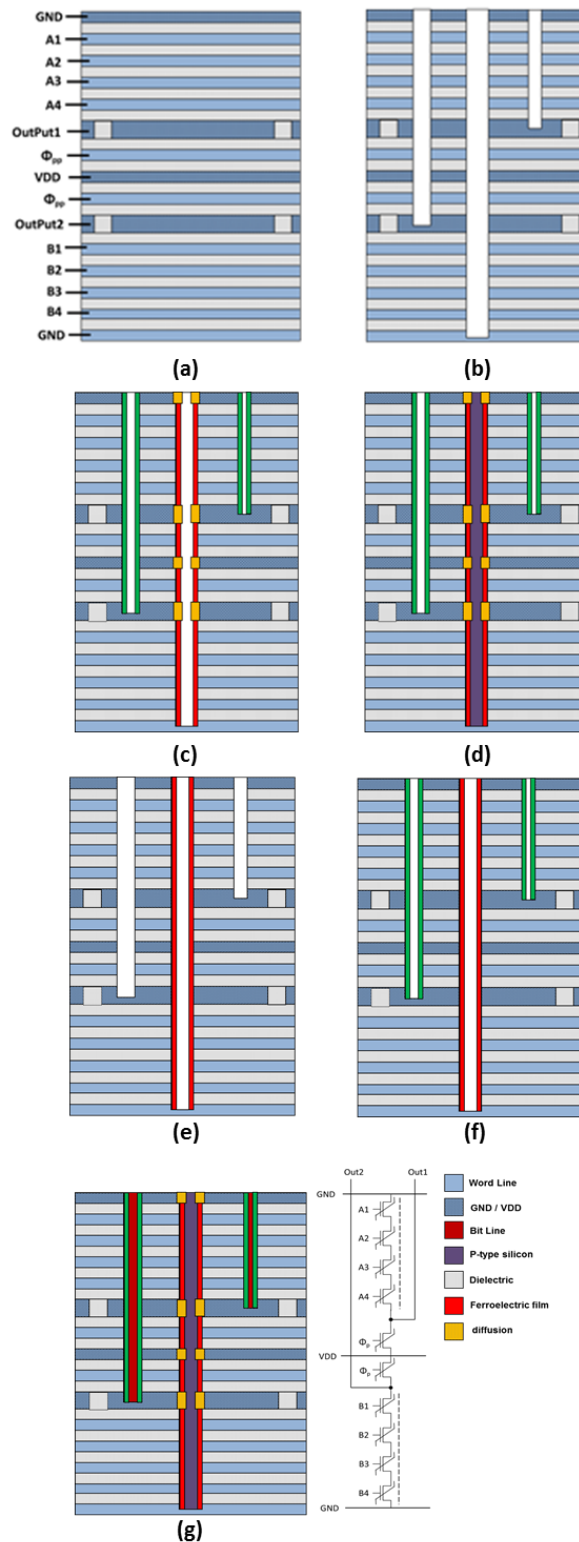 GND
A1
A2
A3
A4
OutPut1
Φpp
VDD
Φpp
OutPut2
B1
B2
B3
B4
GND
(a)
(b)
(c)
(d)
(e)
(f)
Out2 Out1
GND
A1
A2
A3
A4
Φp
VDD
Φp
B1
B2
B3
B4
GND
Word Line
GND / VDD
Bit Line
P-type silicon
Dielectric
Ferroelectric film
diffusion
(g)